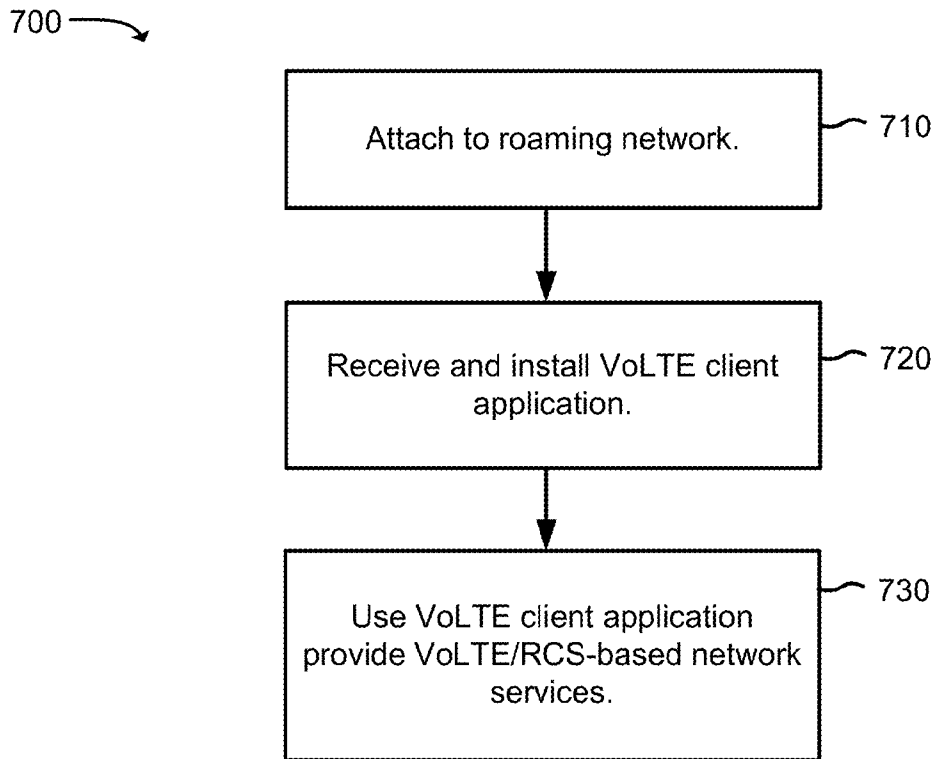 700
Attach to roaming network.
710
Receive and install VoLTE client
application.
720
Use VoLTE client application
provide VoLTE/RCS-based network
services.
730